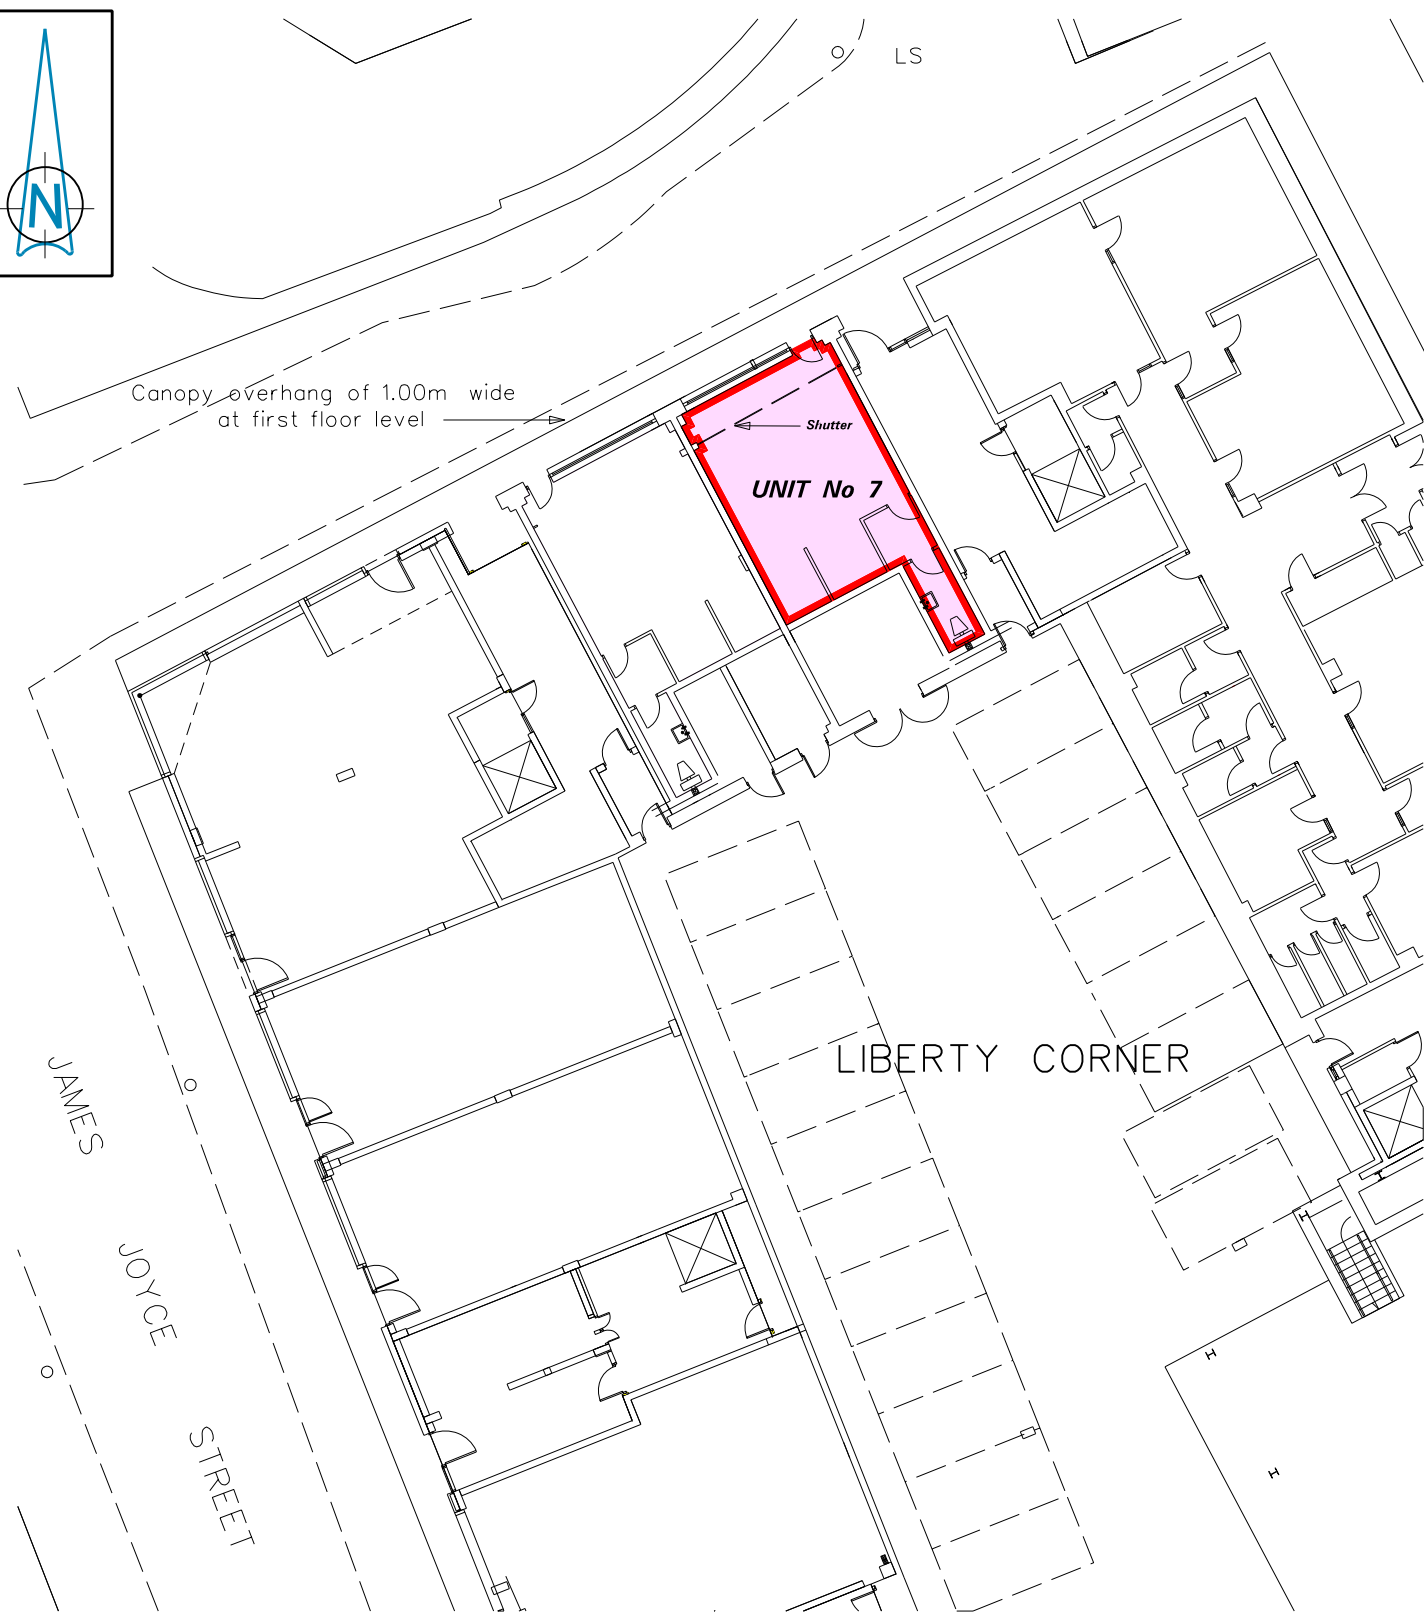 LS
N
Canopy overhang of 1.00m wide
at first floor level
Shutter
UNIT No 7
LIBERTY CORNER
JAMES
JOYCE
STREET